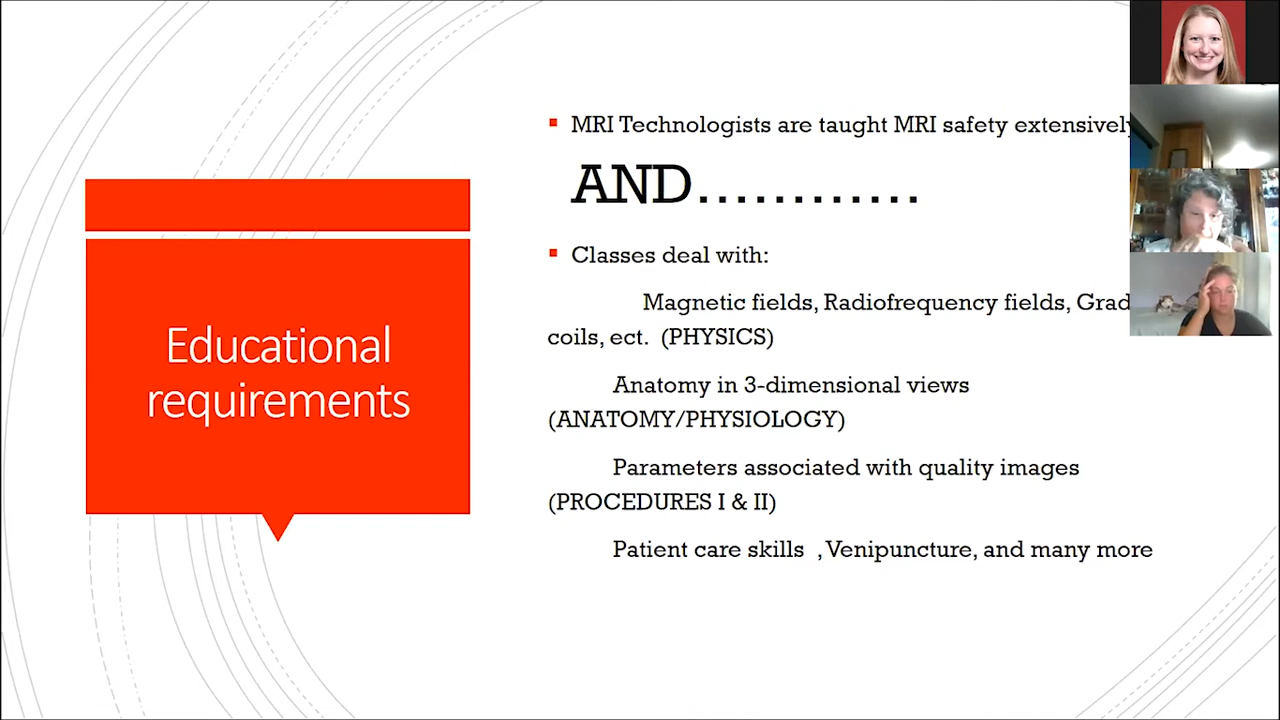 Educational
requirements
MRI Technologists are taught MRI safety extensively
AND............
Classes deal with:
Magnetic fields, Radiofrequency fields,
coils, ect. (PHYSICS)
Anatomy in 3-dimensional views
(ANATOMY/PHYSIOLOGY)
Parameters associated with quality images
(PROCEDURES I & II)
Patient care skills , Venipuncture, and many more